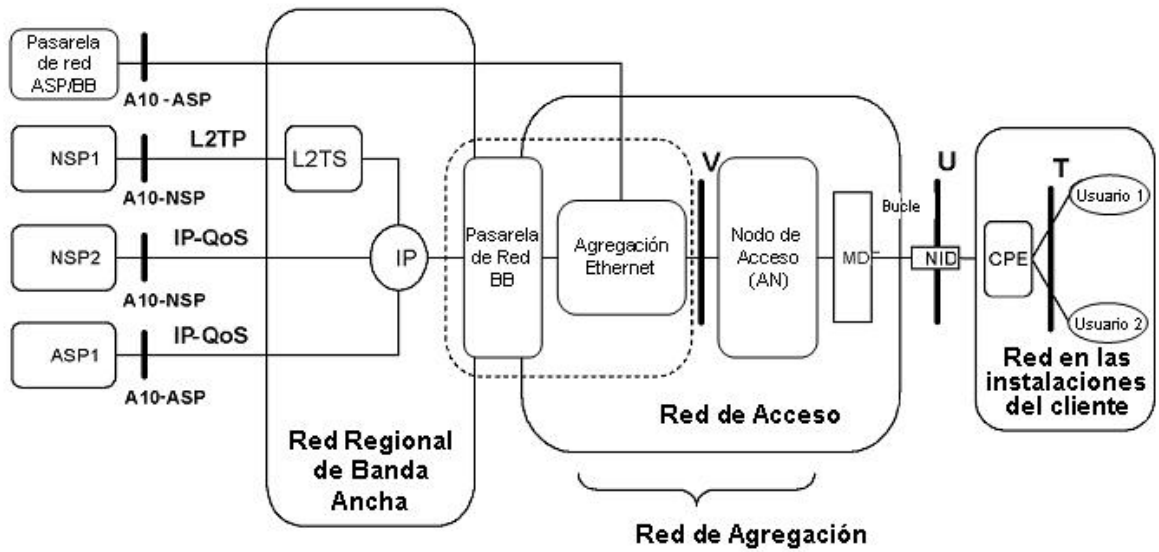 Pasarela
de red
ASP/BB
A10 -ASP
NSP1
L2TP
A10-NSP
L2TS
NSP2
IP-QoS
A10-NSP
IP
ASP1
IP-QoS
A10-ASP
Red Regional
de Banda
Ancha
Pasarela
de Red
BB
Agregación
Ethernet
V
Nodo de
Acceso
(AN)
MDF
Bucle
Red de Acceso
Red de Agregación
U
NID
CPE
T
Usuario 1
Usuario 2
Red en las
instalaciones
del cliente